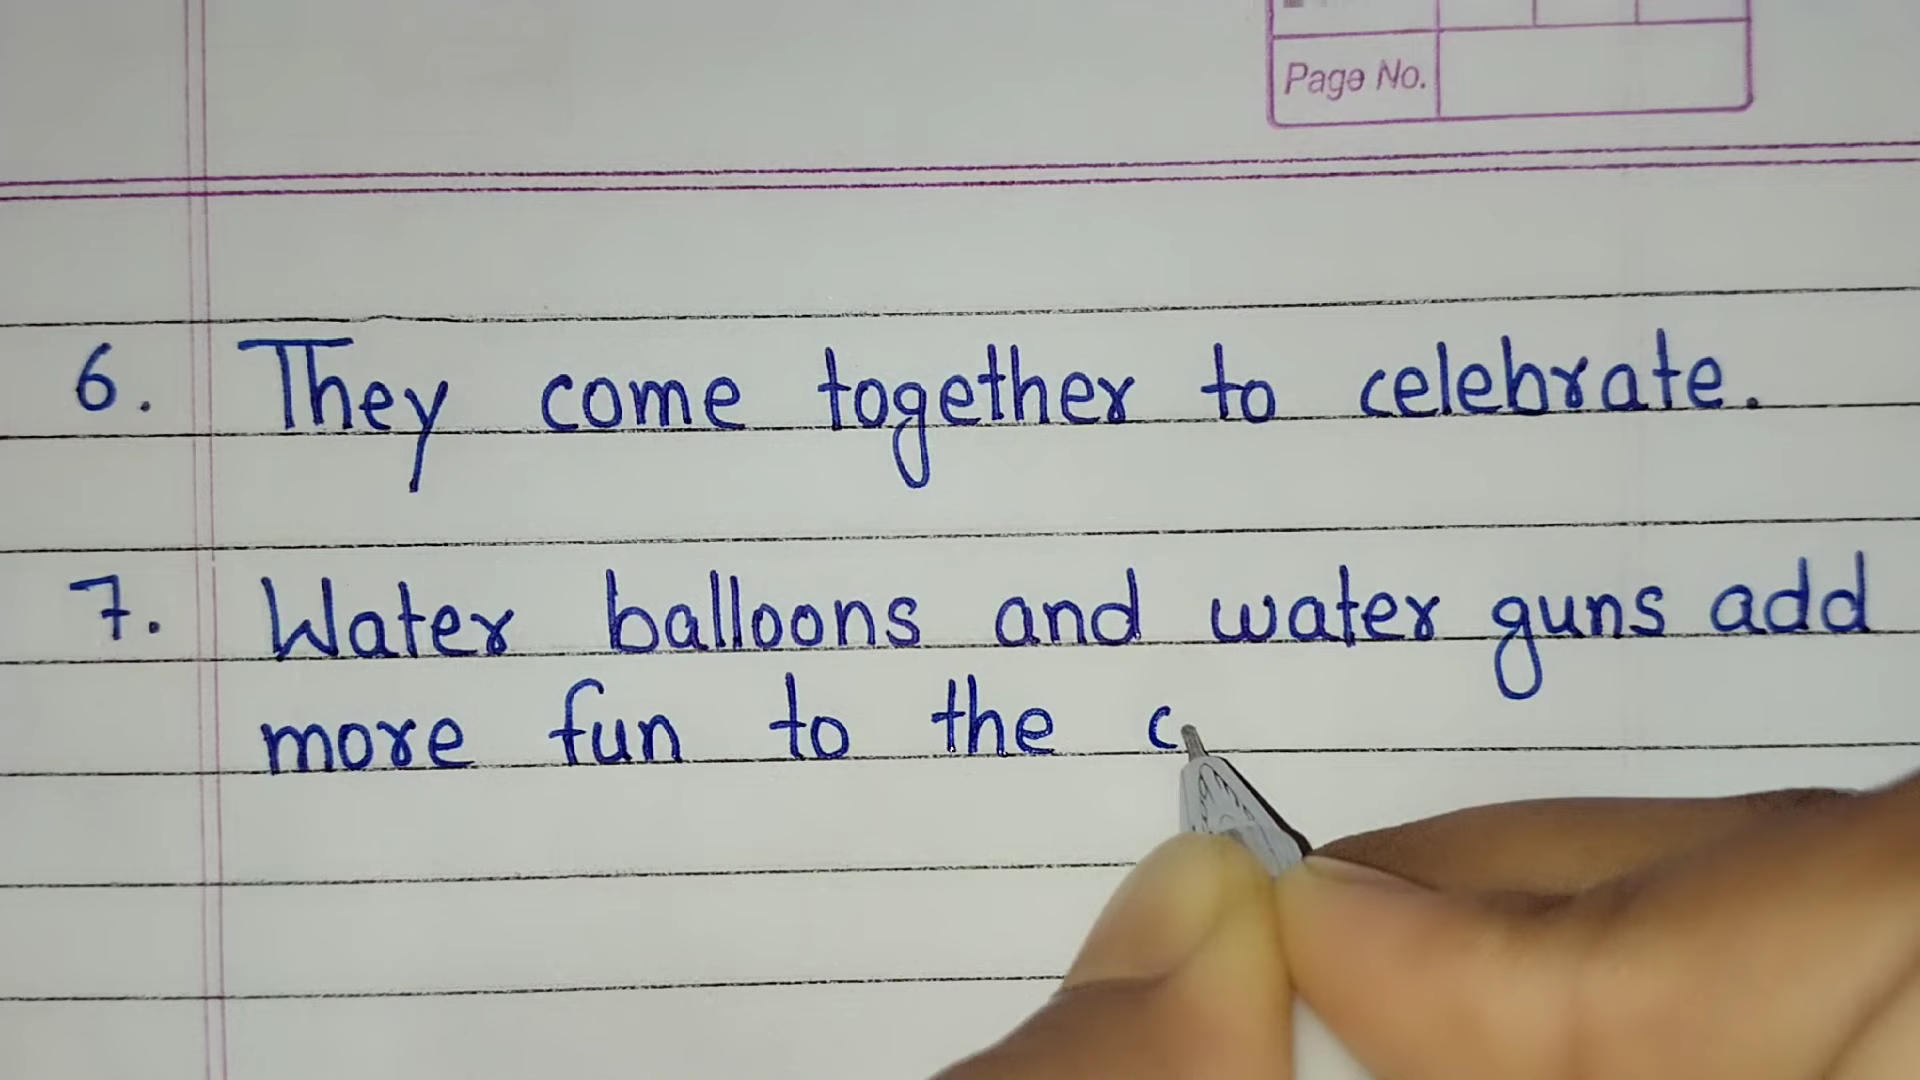 Page No.
6. They come together to celebrate.
7. Water balloons and water guns add
more fun to the c